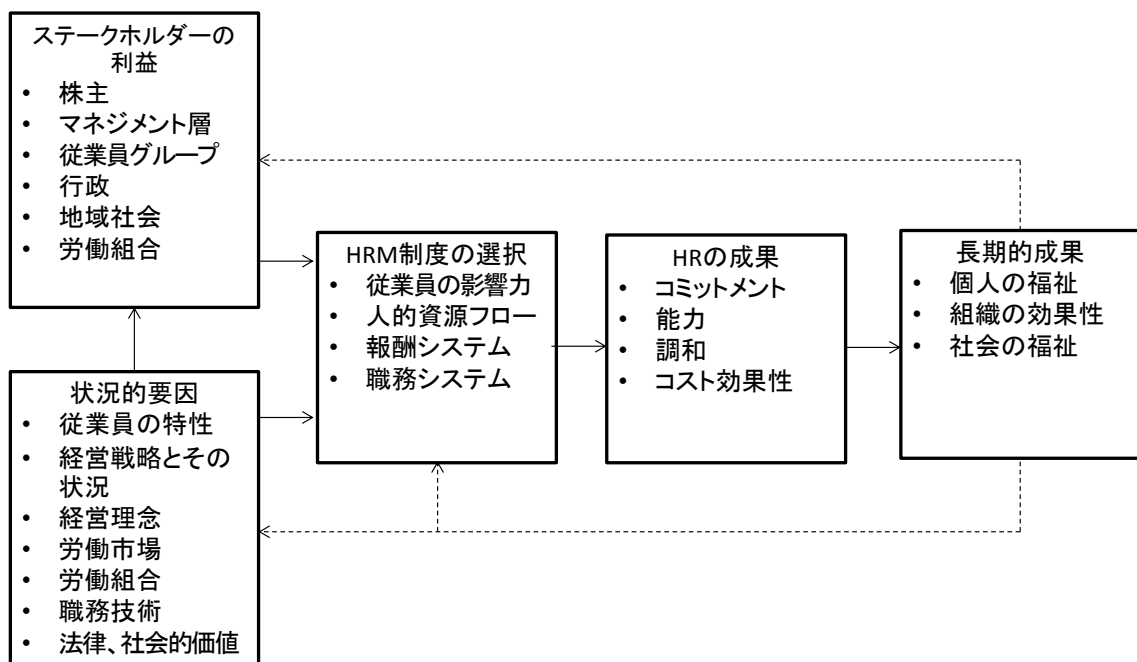 ステークホルダーの
利益
• 株主
• マネジメント層
• 従業員グループ
• 行政
• 地域社会
• 労働組合
状況的要因
• 従業員の特性
• 経営戦略とその
状況
• 経営理念
• 労働市場
• 労働組合
• 職務技術
• 法律、社会的価値
HRM制度の選択
• 従業員の影響力
• 人的資源フロー
• 報酬システム
• 職務システム
HRの成果
• コミットメント
• 能力
• 調和
• コスト効果性
長期的成果
• 個人の福祉
• 組織の効果性
• 社会の福祉